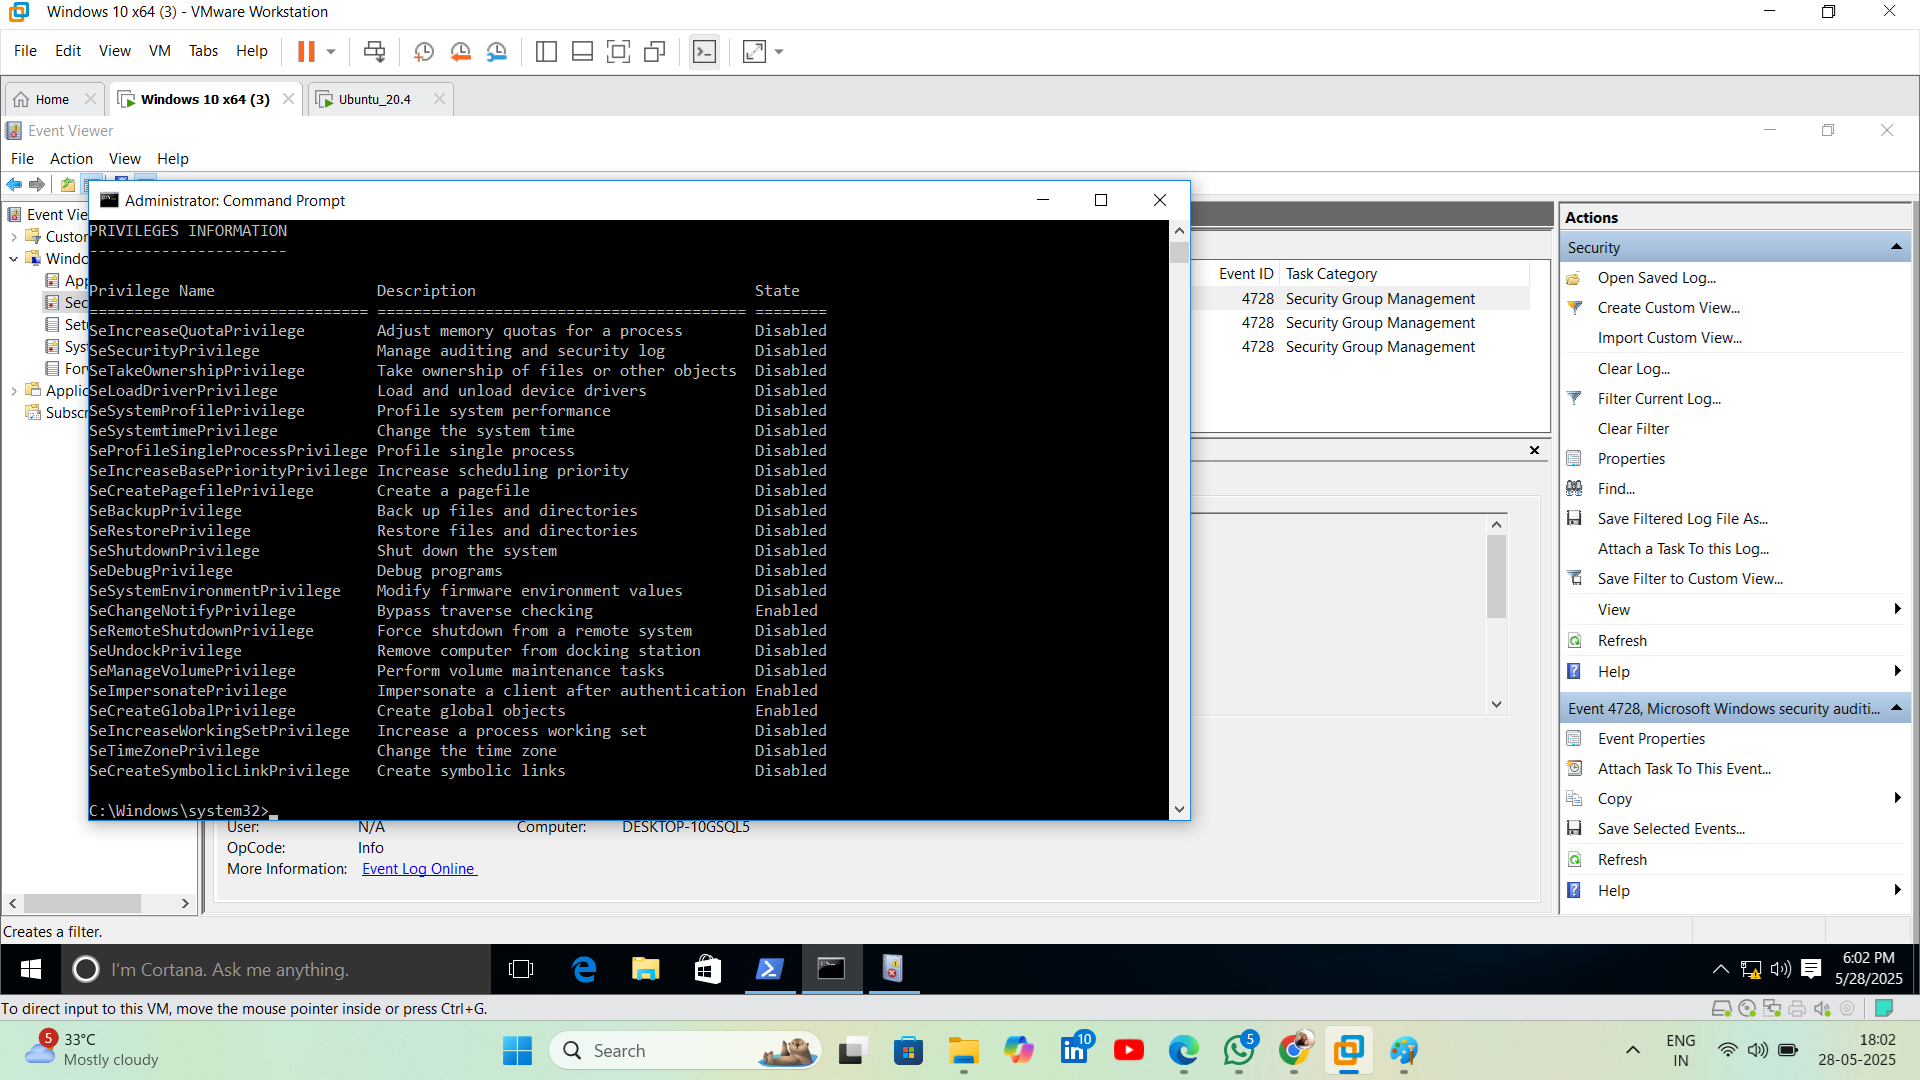 Windows 10 x64 (3) - VMware Workstation
File Edit View VM Tabs Help
Home Windows 10 x64 (3) Ubuntu_20.4
Event Viewer
File Action View Help
Administrator: Command Prompt
Event Vie
Custo
Windo
App
Sec
Setu
Sys
For
Applic
Subscr
PRIVILEGES INFORMATION
----------------------
Privilege Name Description State
=============================== ========================================= ========
SeIncreaseQuotaPrivilege Adjust memory quotas for a process Disabled
SeSecurityPrivilege Manage auditing and security log Disabled
SeTakeOwnershipPrivilege Take ownership of files or other objects Disabled
SeLoadDriverPrivilege Load and unload device drivers Disabled
SeSystemProfilePrivilege Profile system performance Disabled
SeSystemtimePrivilege Change the system time Disabled
SeProfileSingleProcessPrivilege Profile single process Disabled
SeIncreaseBasePriorityPrivilege Increase scheduling priority Disabled
SeCreatePagefilePrivilege Create a pagefile Disabled
SeBackupPrivilege Back up files and directories Disabled
SeRestorePrivilege Restore files and directories Disabled
SeShutdownPrivilege Shut down the system Disabled
SeDebugPrivilege Debug programs Disabled
SeSystemEnvironmentPrivilege Modify firmware environment values Disabled
SeChangeNotifyPrivilege Bypass traverse checking Enabled
SeRemoteShutdownPrivilege Force shutdown from a remote system Disabled
SeUndockPrivilege Remove computer from docking station Disabled
SeManageVolumePrivilege Perform volume maintenance tasks Disabled
SeImpersonatePrivilege Impersonate a client after authentication Enabled
SeCreateGlobalPrivilege Create global objects Enabled
SeIncreaseWorkingSetPrivilege Increase a process working set Disabled
SeTimeZonePrivilege Change the time zone Disabled
SeCreateSymbolicLinkPrivilege Create symbolic links Disabled
C:\Windows\system32>
Event ID Task Category
4728 Security Group Management
4728 Security Group Management
4728 Security Group Management
User: N/A Computer: DESKTOP-10GSQL5
OpCode: Info
More Information: Event Log Online
Actions
Security
Open Saved Log...
Create Custom View...
Import Custom View...
Clear Log...
Filter Current Log...
Clear Filter
Properties
Find...
Save Filtered Log File As...
Attach a Task To this Log...
Save Filter to Custom View...
View
Refresh
Help
Event 4728, Microsoft Windows security auditi...
Event Properties
Attach Task To This Event...
Copy
Save Selected Events...
Refresh
Help
Creates a filter.
I'm Cortana. Ask me anything.
6:02 PM
5/28/2025
To direct input to this VM, move the mouse pointer inside or press Ctrl+G.
5
33°C
Mostly cloudy
Search
10
5
ENG
IN
18:02
28-05-2025